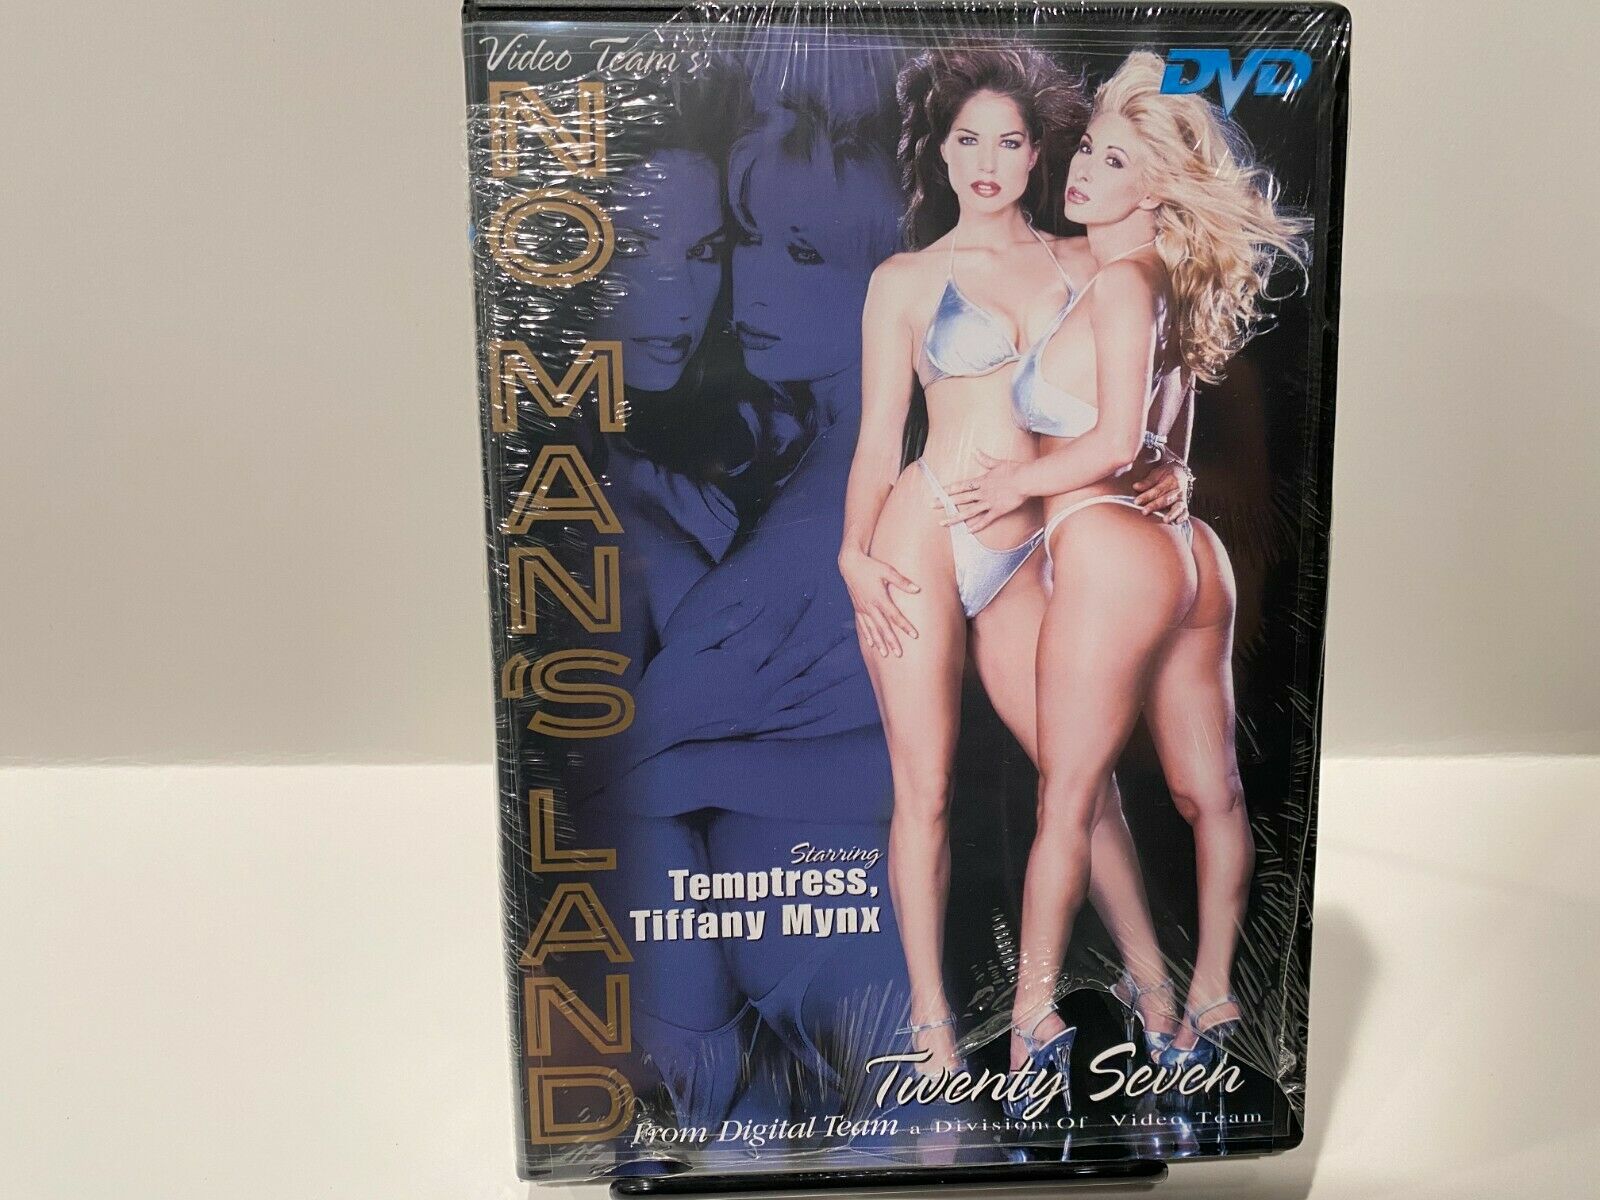 Video Team's
DVD
NO MAN'S LAND
Starring
Temptress,
Tiffany Mynx
Twenty Seven
From Digital Team a Division Of Video Team